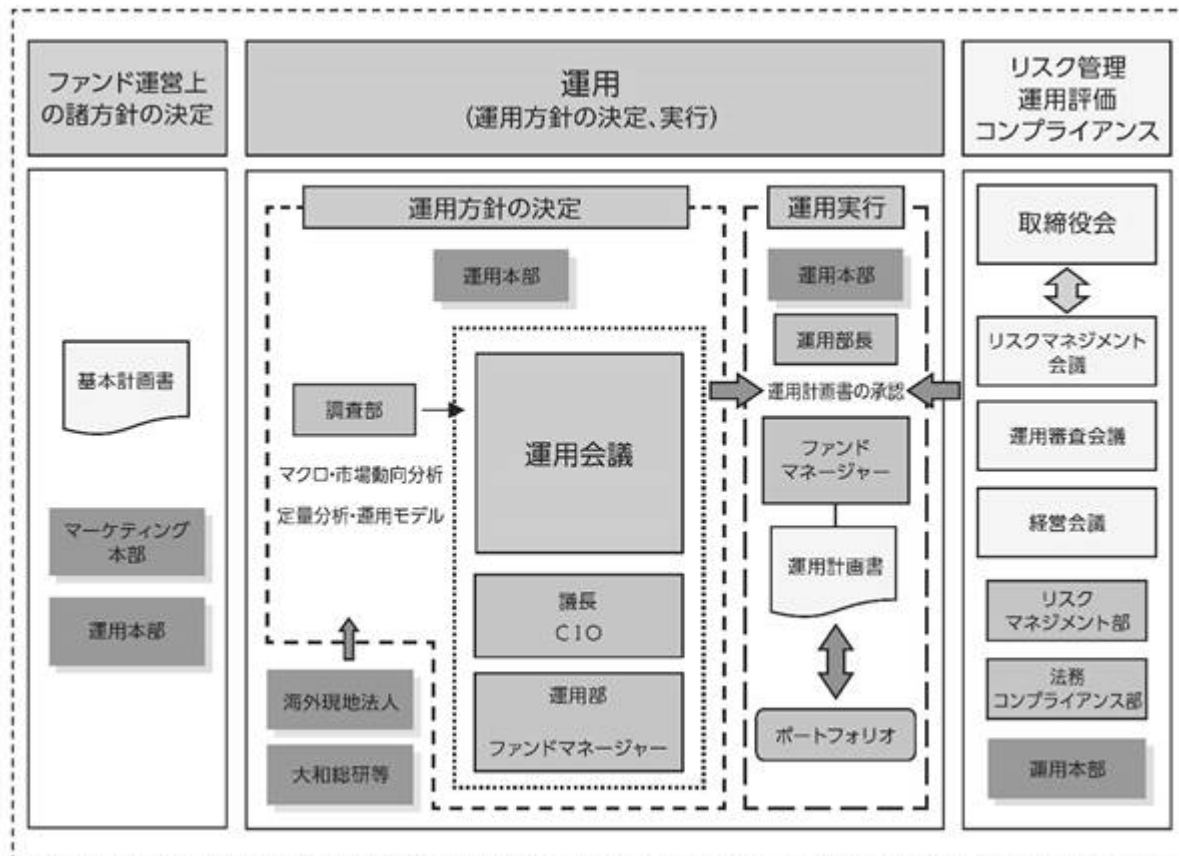 ファンド運営上
の諸方針の決定
運用
(運用方針の決定、実行)
リスク管理
運用評価
コンプライアンス
基本計画書
マーケティング
本部
運用本部
運用方針の決定
運用本部
調査部
マクロ・市場動向分析
定量分析・運用モデル
海外現地法人
大和総研等
運用会議
議長
CIO
運用部
ファンドマネージャー
運用実行
運用本部
運用部長
運用計画書の承認
ファンド
マネージャー
運用計画書
ポートフォリオ
取締役会
リスクマネジメント
会議
運用審査会議
経営会議
リスク
マネジメント部
法務
コンプライアンス部
運用本部